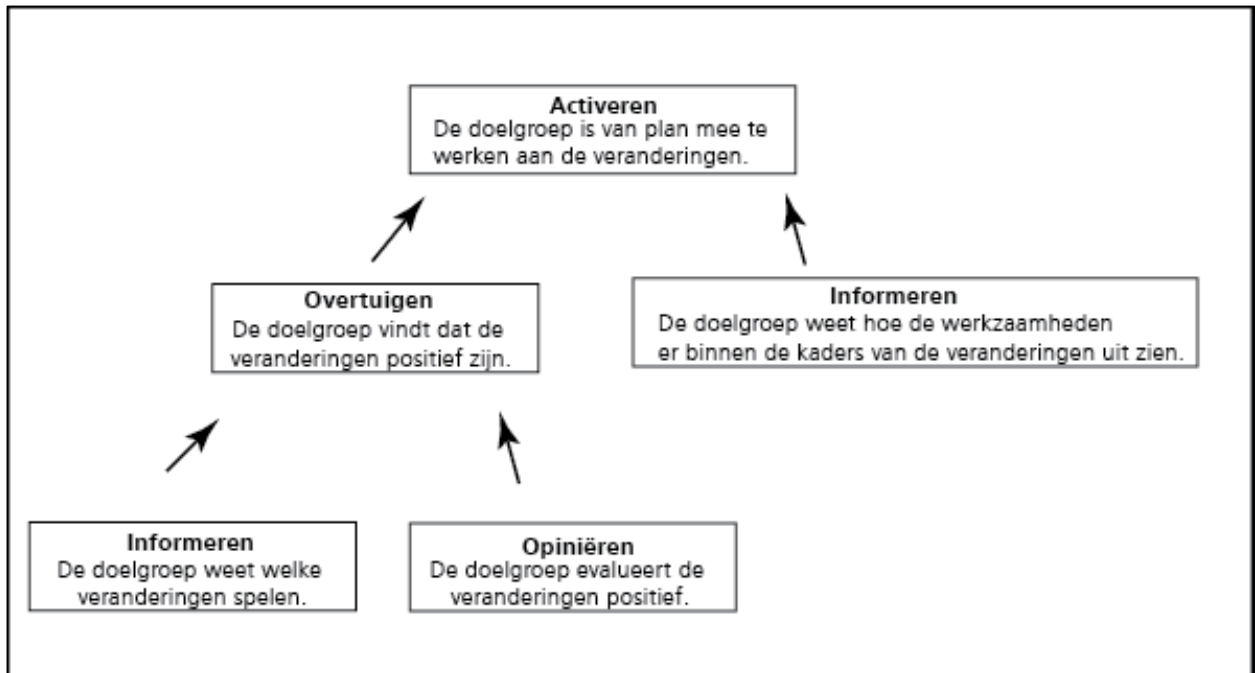 Activeren
De doelgroep is van plan mee te
werken aan de veranderingen.
Overtuigen
De doelgroep vindt dat de
veranderingen positief zijn.
Informeren
De doelgroep weet hoe de werkzaamheden
er binnen de kaders van de veranderingen uit zien.
Informeren
De doelgroep weet welke
veranderingen spelen.
Opiniëren
De doelgroep evalueert de
veranderingen positief.